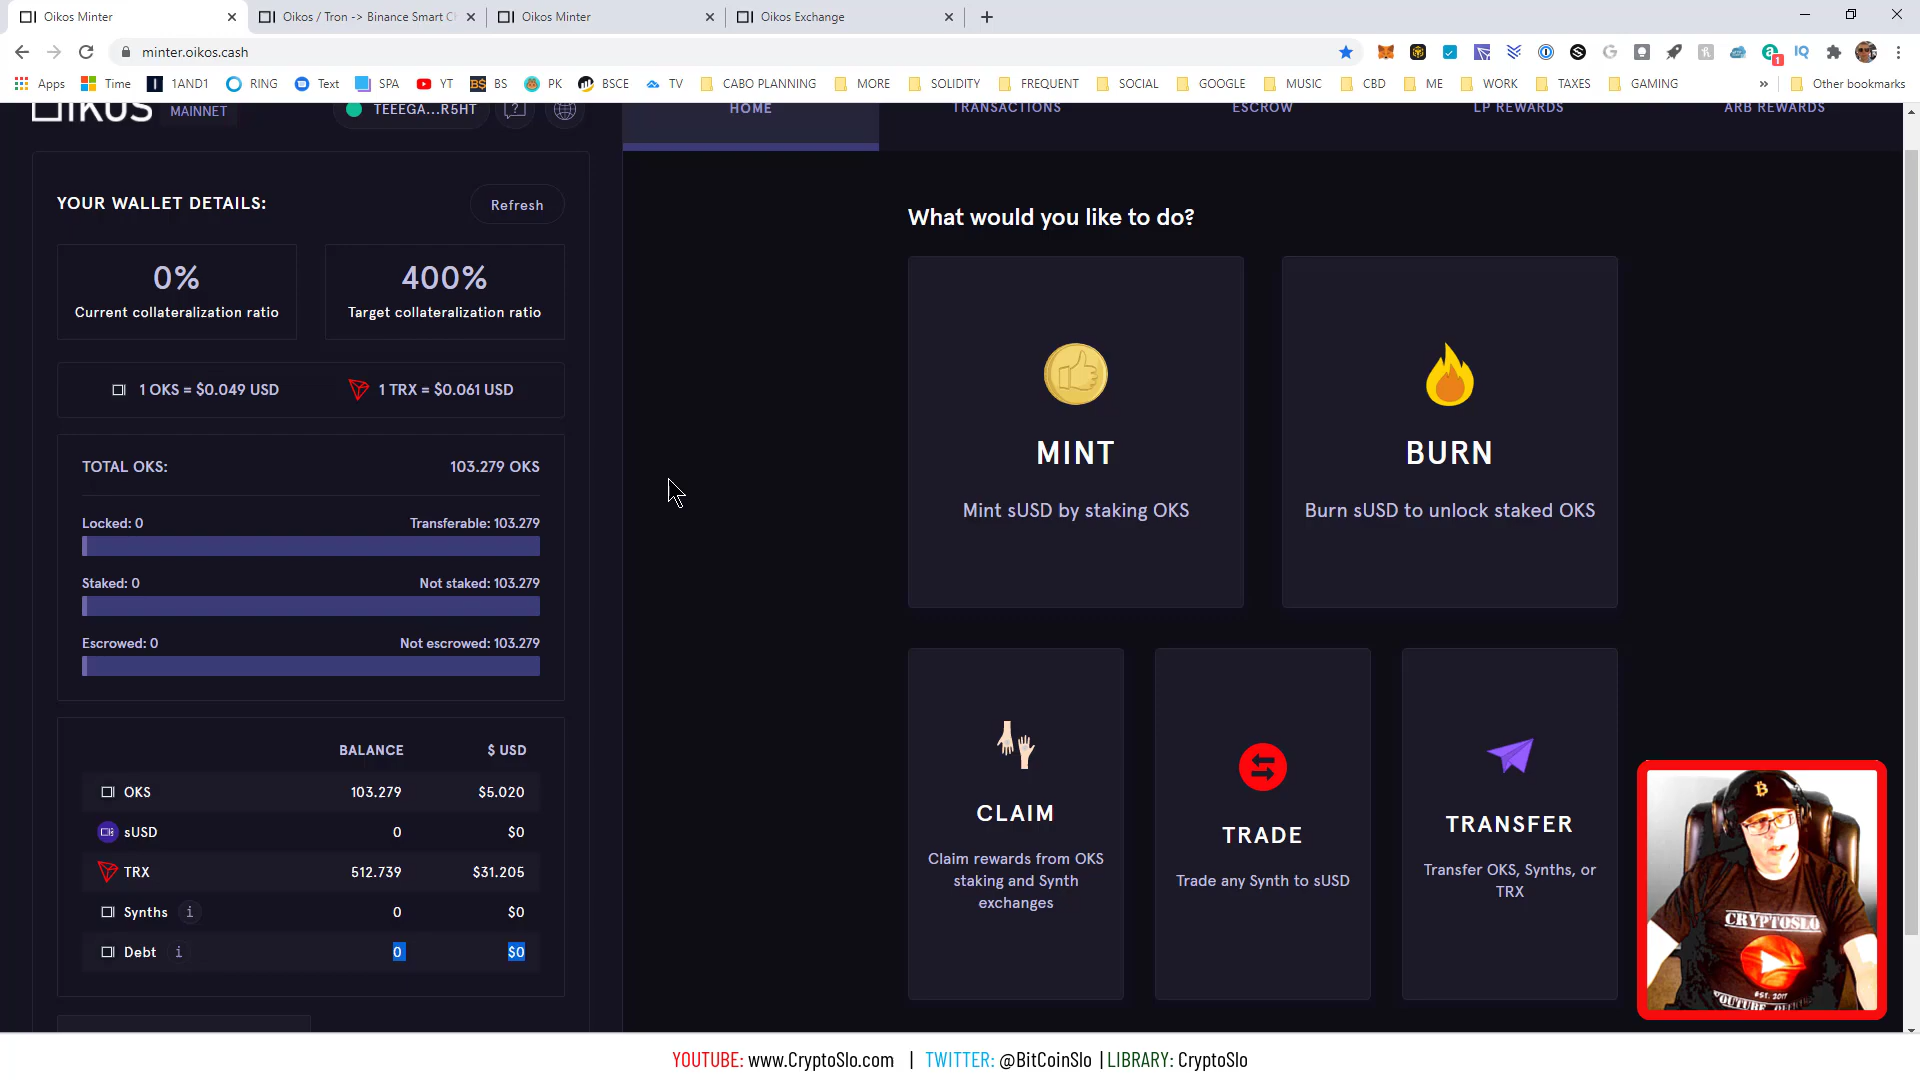 Oikos Minter
Oikos / Tron -> Binance Smart C
Oikos Minter
Oikos Exchange
minter.oikos.cash
Apps
Time
1AND1
RING
Text
SPA
YT
BS
PK
BSCE
TV
CABO PLANNING
MORE
SOLIDITY
FREQUENT
SOCIAL
GOOGLE
MUSIC
CBD
ME
WORK
TAXES
GAMING
»
Other bookmarks
OIKOS
MAINNET
TEEEGA...R5HT
HOME
TRANSACTIONS
ESCROW
LP REWARDS
ARB REWARDS
YOUR WALLET DETAILS:
Refresh
0%
Current collateralization ratio
400%
Target collateralization ratio
1 OKS = $0.049 USD
1 TRX = $0.061 USD
TOTAL OKS: 103.279 OKS
Locked: 0 Transferable: 103.279
Staked: 0 Not staked: 103.279
Escrowed: 0 Not escrowed: 103.279
BALANCE $ USD
OKS 103.279 $5.020
sUSD 0 $0
TRX 512.739 $31.205
Synths i 0 $0
Debt i 0 $0
What would you like to do?
MINT
Mint sUSD by staking OKS
BURN
Burn sUSD to unlock staked OKS
CLAIM
Claim rewards from OKS
staking and Synth
exchanges
TRADE
Trade any Synth to sUSD
TRANSFER
Transfer OKS, Synths, or
TRX
CRYPTOSLO
EST. 2017
YOUTUBE: www.CryptoSlo.com | TWITTER: @BitCoinSlo | LIBRARY: CryptoSlo